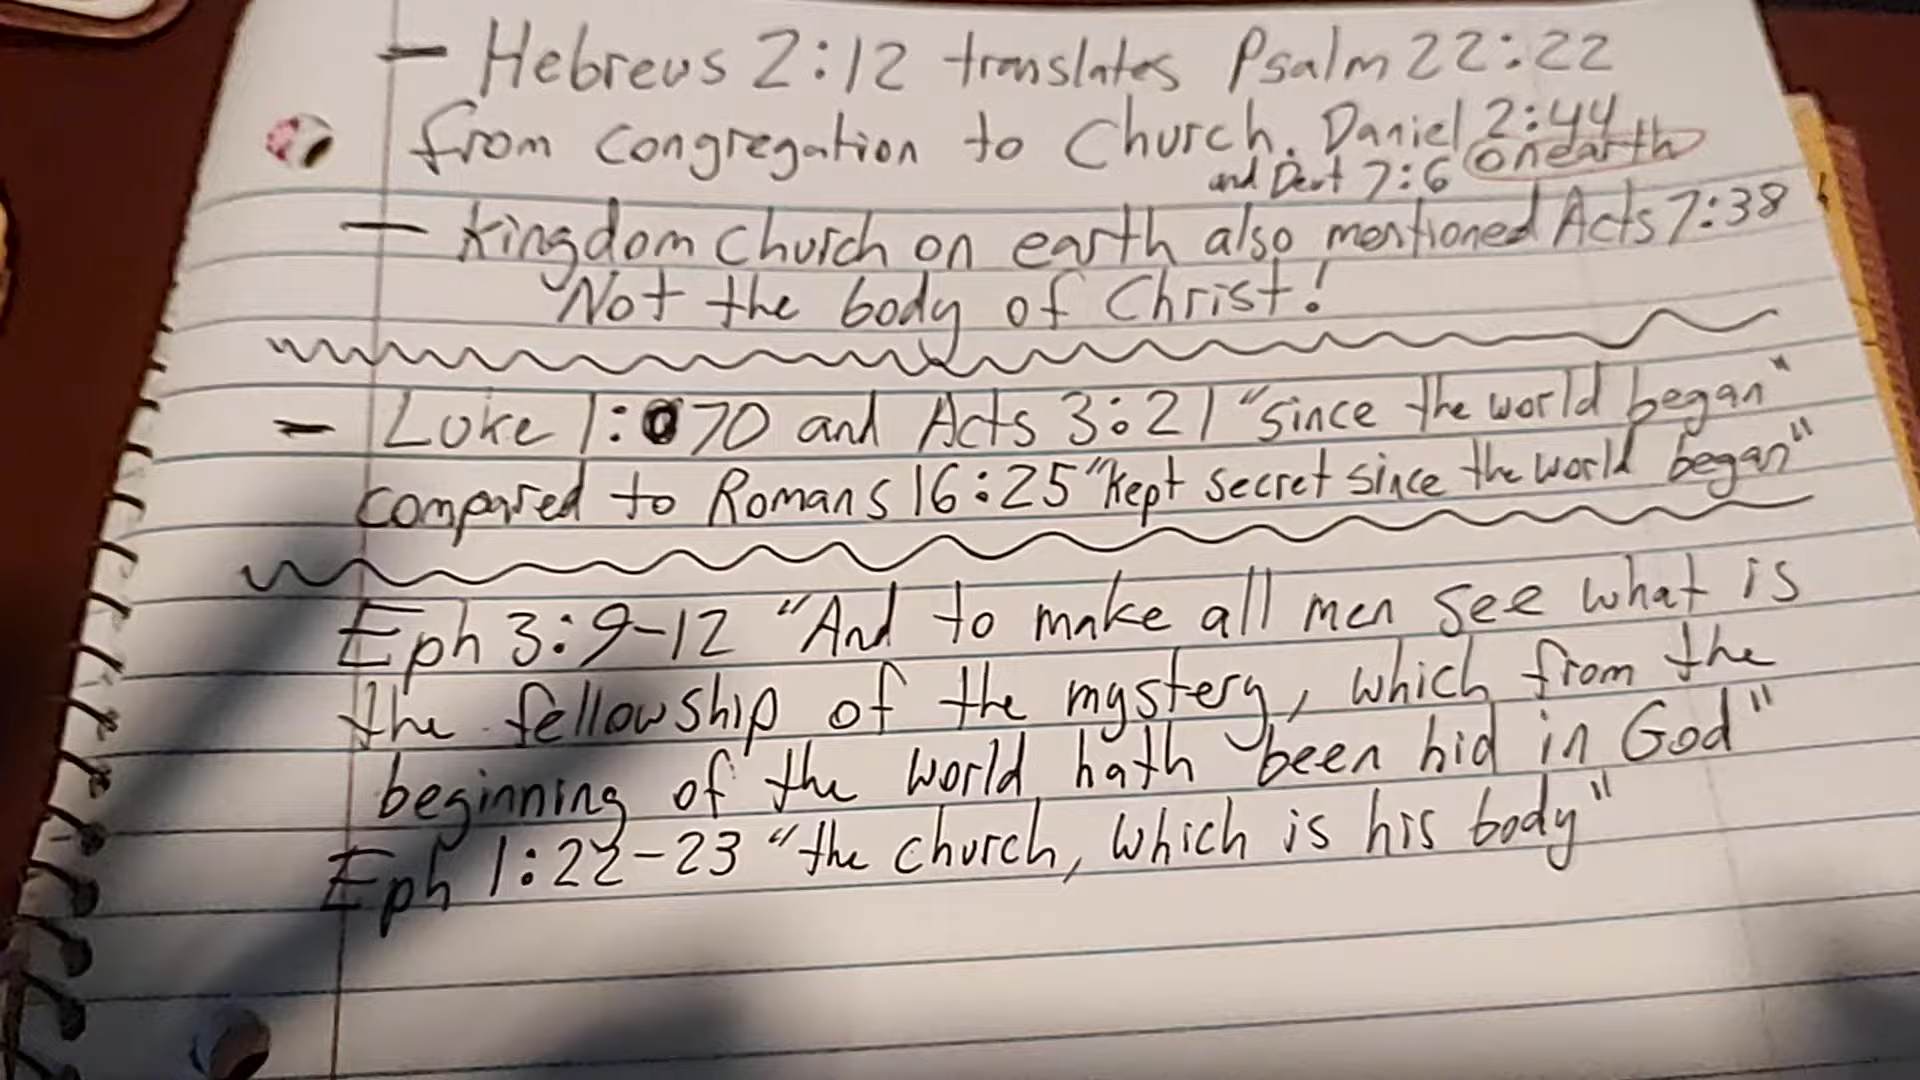 — Hebrews 2:12 translates Psalm 22:22
from congregation to Church. Daniel 2:44
and Deut 7:6 on earth
— Kingdom church on earth also mentioned Acts 7:38
Not the body of Christ!
— Luke 1:70 and Acts 3:21 "since the world began"
compared to Romans 16:25 "kept secret since the world began"
Eph 3:9-12 "And to make all men see what is
the fellowship of the mystery, which from the
beginning of the world hath been hid in God"
Eph 1:22-23 "the church, which is his body"